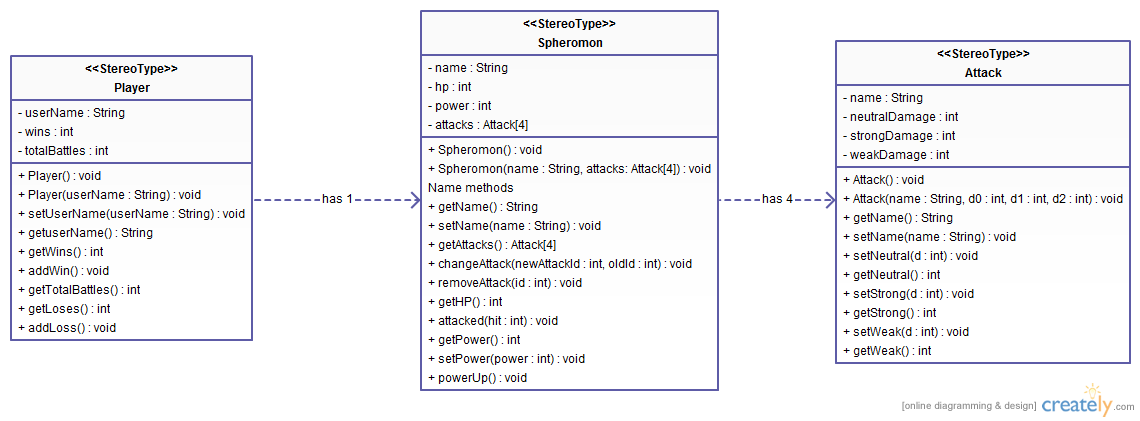 <<StereoType>>
Player
- userName : String
- wins : int
- totalBattles : int
+ Player() : void
+ Player(userName : String) : void
+ setUserName(userName : String) : void
+ getuserName() : String
+ getWins() : int
+ addWin() : void
+ getTotalBattles() : int
+ getLoses() : int
+ addLoss() : void
has 1
<<StereoType>>
Spheromon
- name : String
- hp : int
- power : int
- attacks : Attack[4]
+ Spheromon() : void
+ Spheromon(name : String, attacks: Attack[4]) : void
Name methods
+ getName() : String
+ setName(name : String) : void
+ getAttacks() : Attack[4]
+ changeAttack(newAttackId : int, oldId : int) : void
+ removeAttack(id : int) : void
+ getHP() : int
+ attacked(hit : int) : void
+ getPower() : int
+ setPower(power : int) : void
+ powerUp() : void
has 4
<<StereoType>>
Attack
- name : String
- neutralDamage : int
- strongDamage : int
- weakDamage : int
+ Attack() : void
+ Attack(name : String, d0 : int, d1 : int, d2 : int) : void
+ getName() : String
+ setName(name : String) : void
+ setNeutral(d : int) : void
+ getNeutral() : int
+ setStrong(d : int) : void
+ getStrong() : int
+ setWeak(d : int) : void
+ getWeak() : int
[online diagramming & design] creately.com